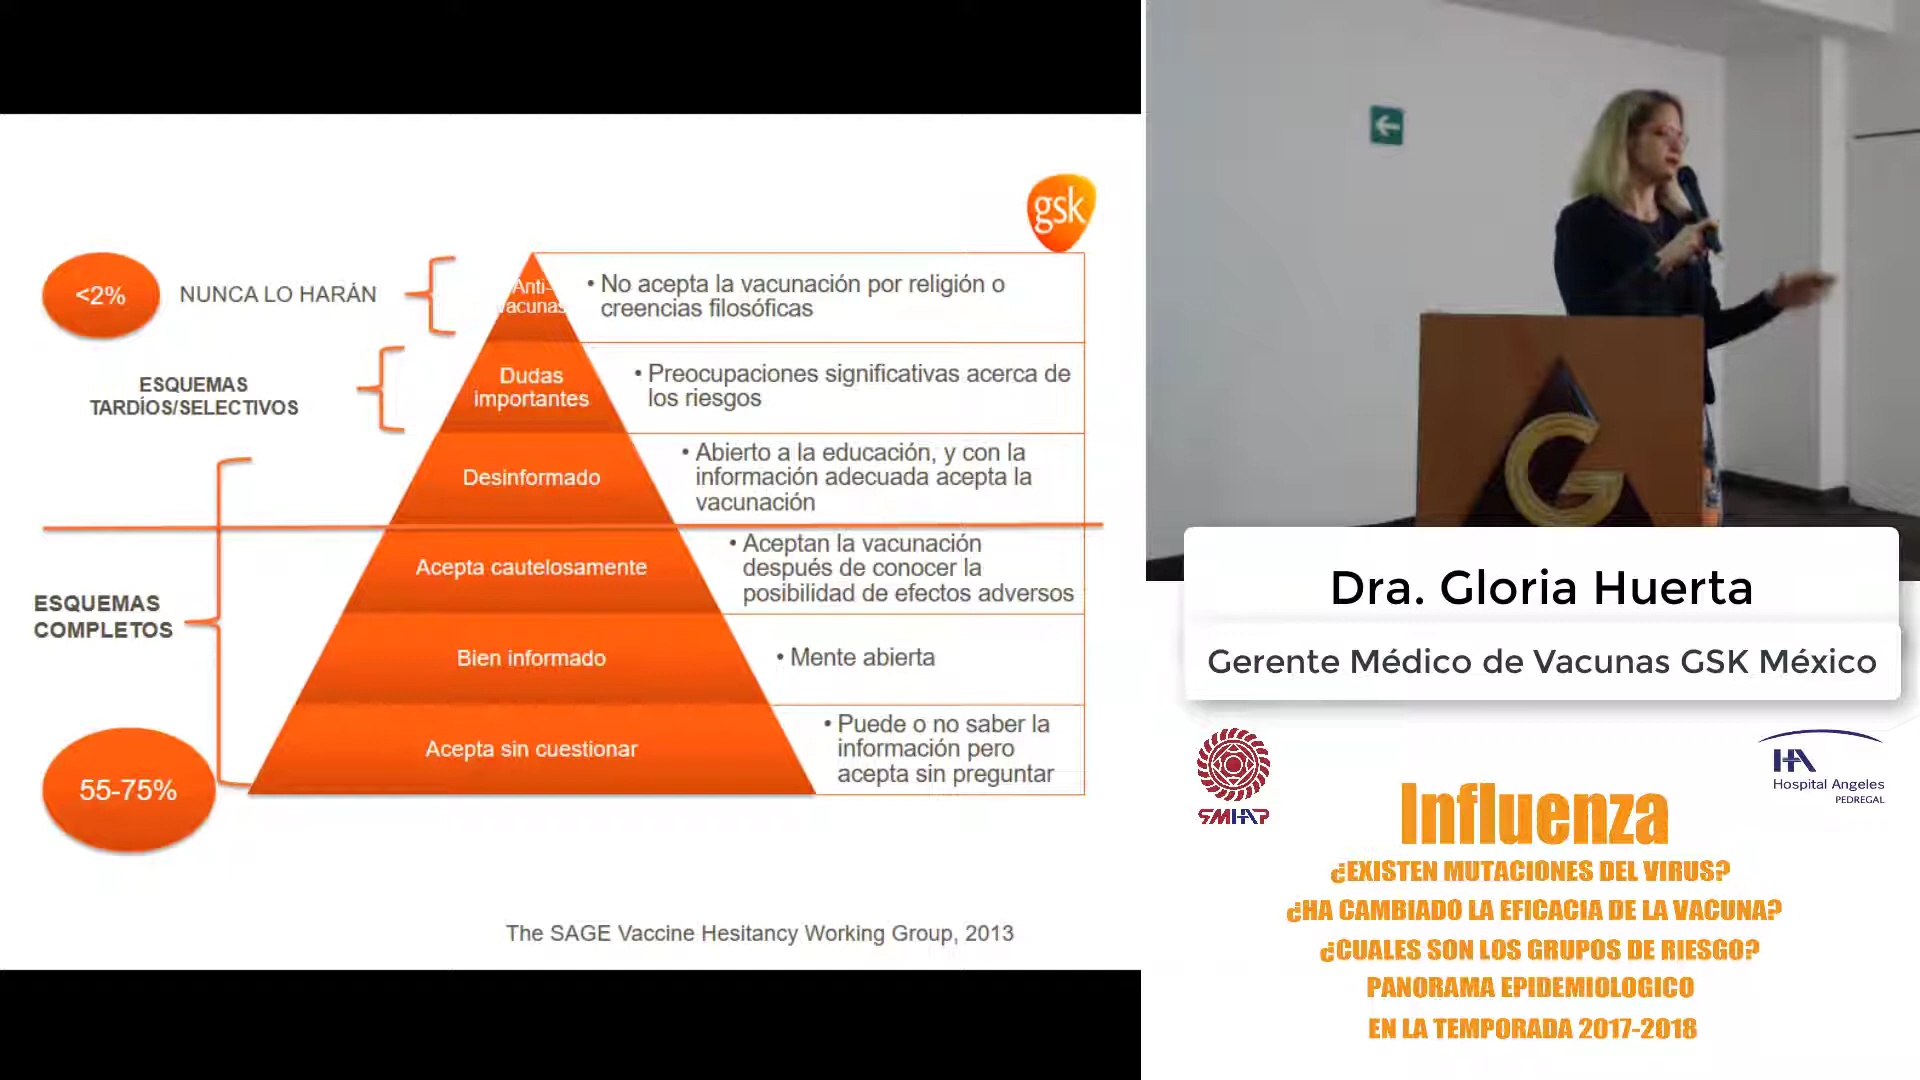 gsk
<2%
NUNCA LO HARÁN
Anti-
vacunas
• No acepta la vacunación por religión o
creencias filosóficas
ESQUEMAS
TARDÍOS/SELECTIVOS
Dudas
importantes
• Preocupaciones significativas acerca de
los riesgos
Desinformado
• Abierto a la educación, y con la
información adecuada acepta la
vacunación
ESQUEMAS
COMPLETOS
Acepta cautelosamente
• Aceptan la vacunación
después de conocer la
posibilidad de efectos adversos
Bien informado
• Mente abierta
55-75%
Acepta sin cuestionar
• Puede o no saber la
información pero
acepta sin preguntar
The SAGE Vaccine Hesitancy Working Group, 2013
G
Dra. Gloria Huerta
Gerente Médico de Vacunas GSK México
SMHAP
HA
Hospital Angeles
PEDREGAL
Influenza
¿EXISTEN MUTACIONES DEL VIRUS?
¿HA CAMBIADO LA EFICACIA DE LA VACUNA?
¿CUALES SON LOS GRUPOS DE RIESGO?
PANORAMA EPIDEMIOLOGICO
EN LA TEMPORADA 2017-2018